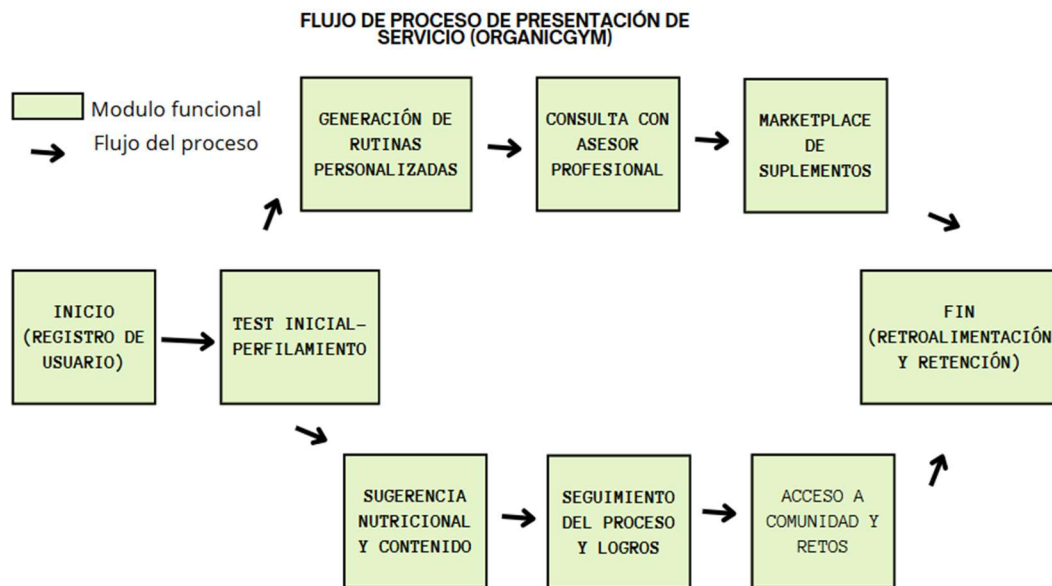 FLUJO DE PROCESO DE PRESENTACIÓN DE
SERVICIO (ORGANICGYM)
Modulo funcional
Flujo del proceso
GENERACIÓN DE
RUTINAS
PERSONALIZADAS
CONSULTA CON
ASESOR
PROFESIONAL
MARKETPLACE
DE
SUPLEMENTOS
INICIO
(REGISTRO DE
USUARIO)
TEST INICIAL-
PERFILAMIENTO
FIN
(RETROALIMENTACIÓN
Y RETENCIÓN)
SUGERENCIA
NUTRICIONAL
Y CONTENIDO
SEGUIMIENTO
DEL PROCESO
Y LOGROS
ACCESO A
COMUNIDAD Y
RETOS